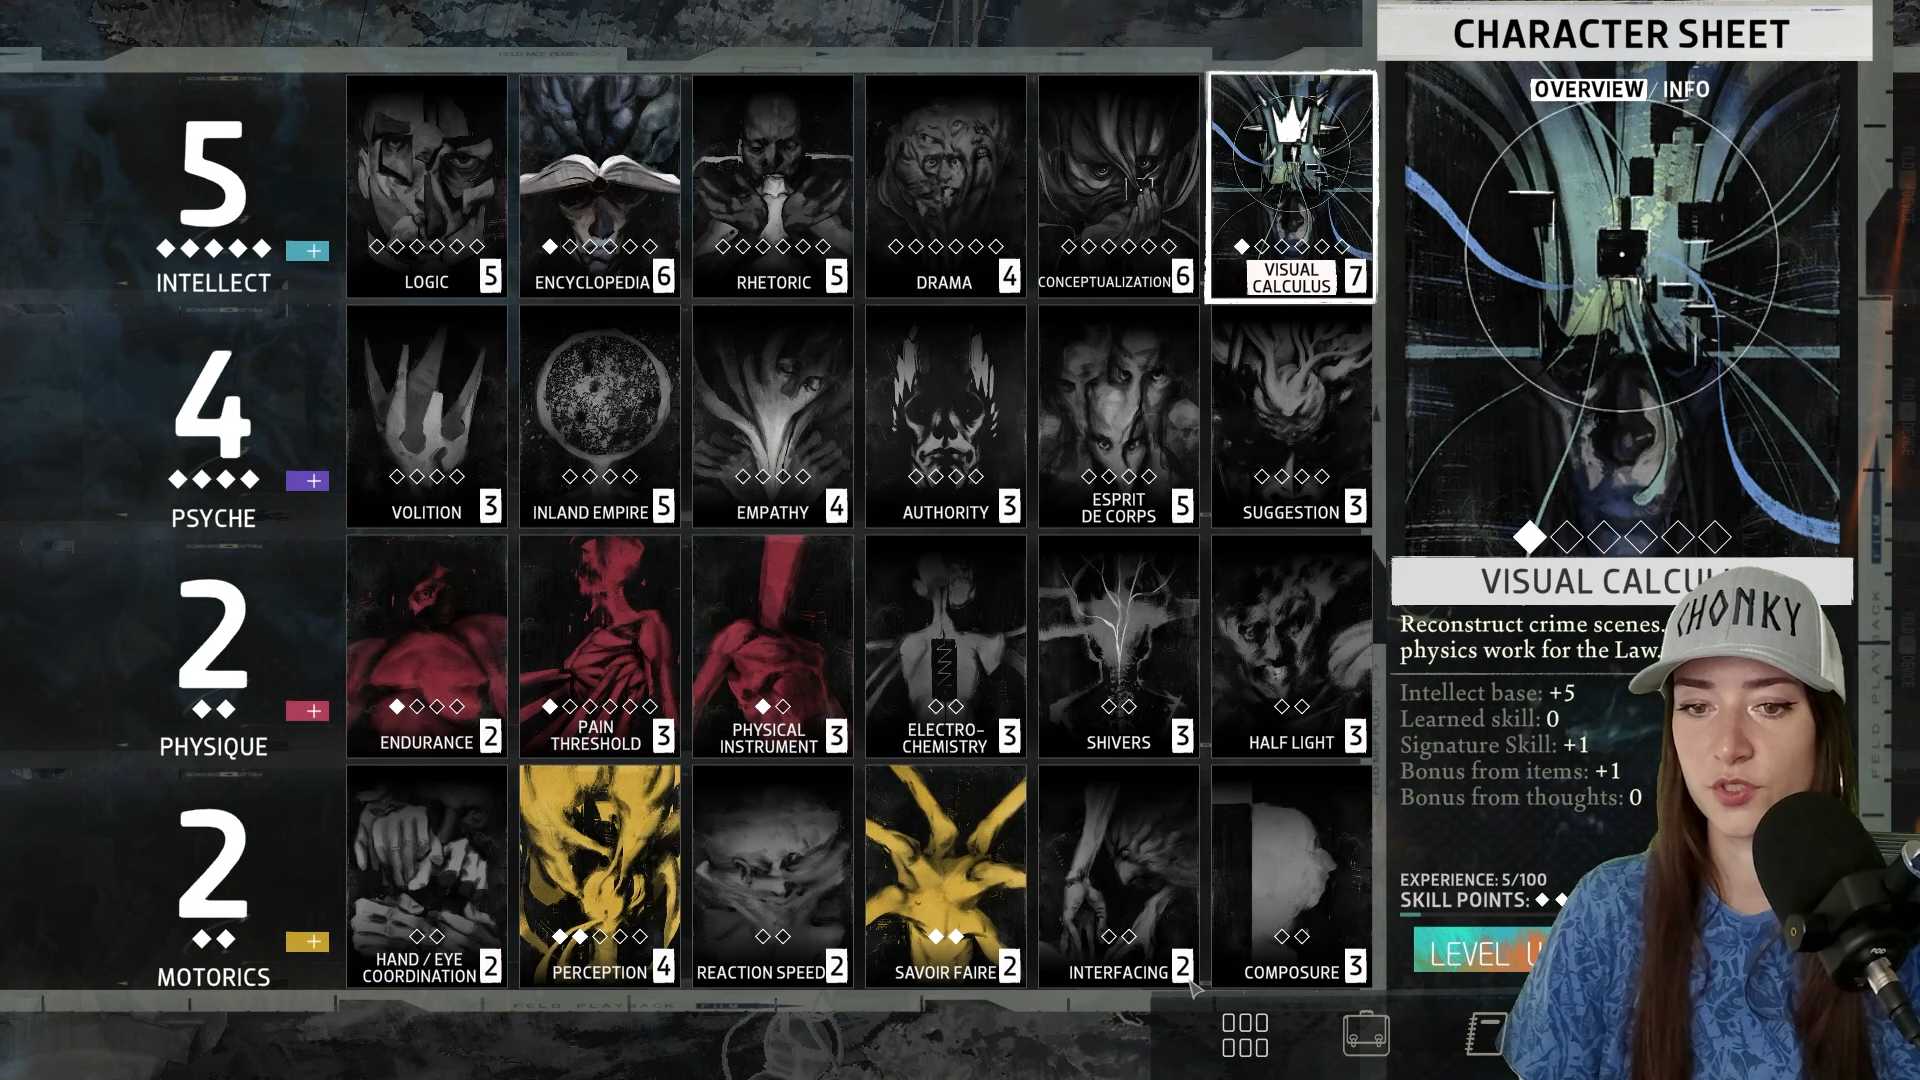 CHARACTER SHEET
OVERVIEW / INFO
5
INTELLECT
+
LOGIC 5
ENCYCLOPEDIA 6
RHETORIC 5
DRAMA 4
CONCEPTUALIZATION 6
VISUAL
CALCULUS 7
4
PSYCHE
+
VOLITION 3
INLAND EMPIRE 5
EMPATHY 4
AUTHORITY 3
ESPRIT
DE CORPS 5
SUGGESTION 3
2
PHYSIQUE
+
ENDURANCE 2
PAIN
THRESHOLD 3
PHYSICAL
INSTRUMENT 3
ELECTRO-
CHEMISTRY 3
SHIVERS 3
HALF LIGHT 3
2
MOTORICS
+
HAND / EYE
COORDINATION 2
PERCEPTION 4
REACTION SPEED 2
SAVOIR FAIRE 2
INTERFACING 2
COMPOSURE 3
VISUAL CALCU
Reconstruct crime scenes.
physics work for the Law.
Intellect base: +5
Learned skill: 0
Signature Skill: +1
Bonus from items: +1
Bonus from thoughts: 0
EXPERIENCE: 5/100
SKILL POINTS:
LEVEL U
CHONKY
FELD PLAYBACK